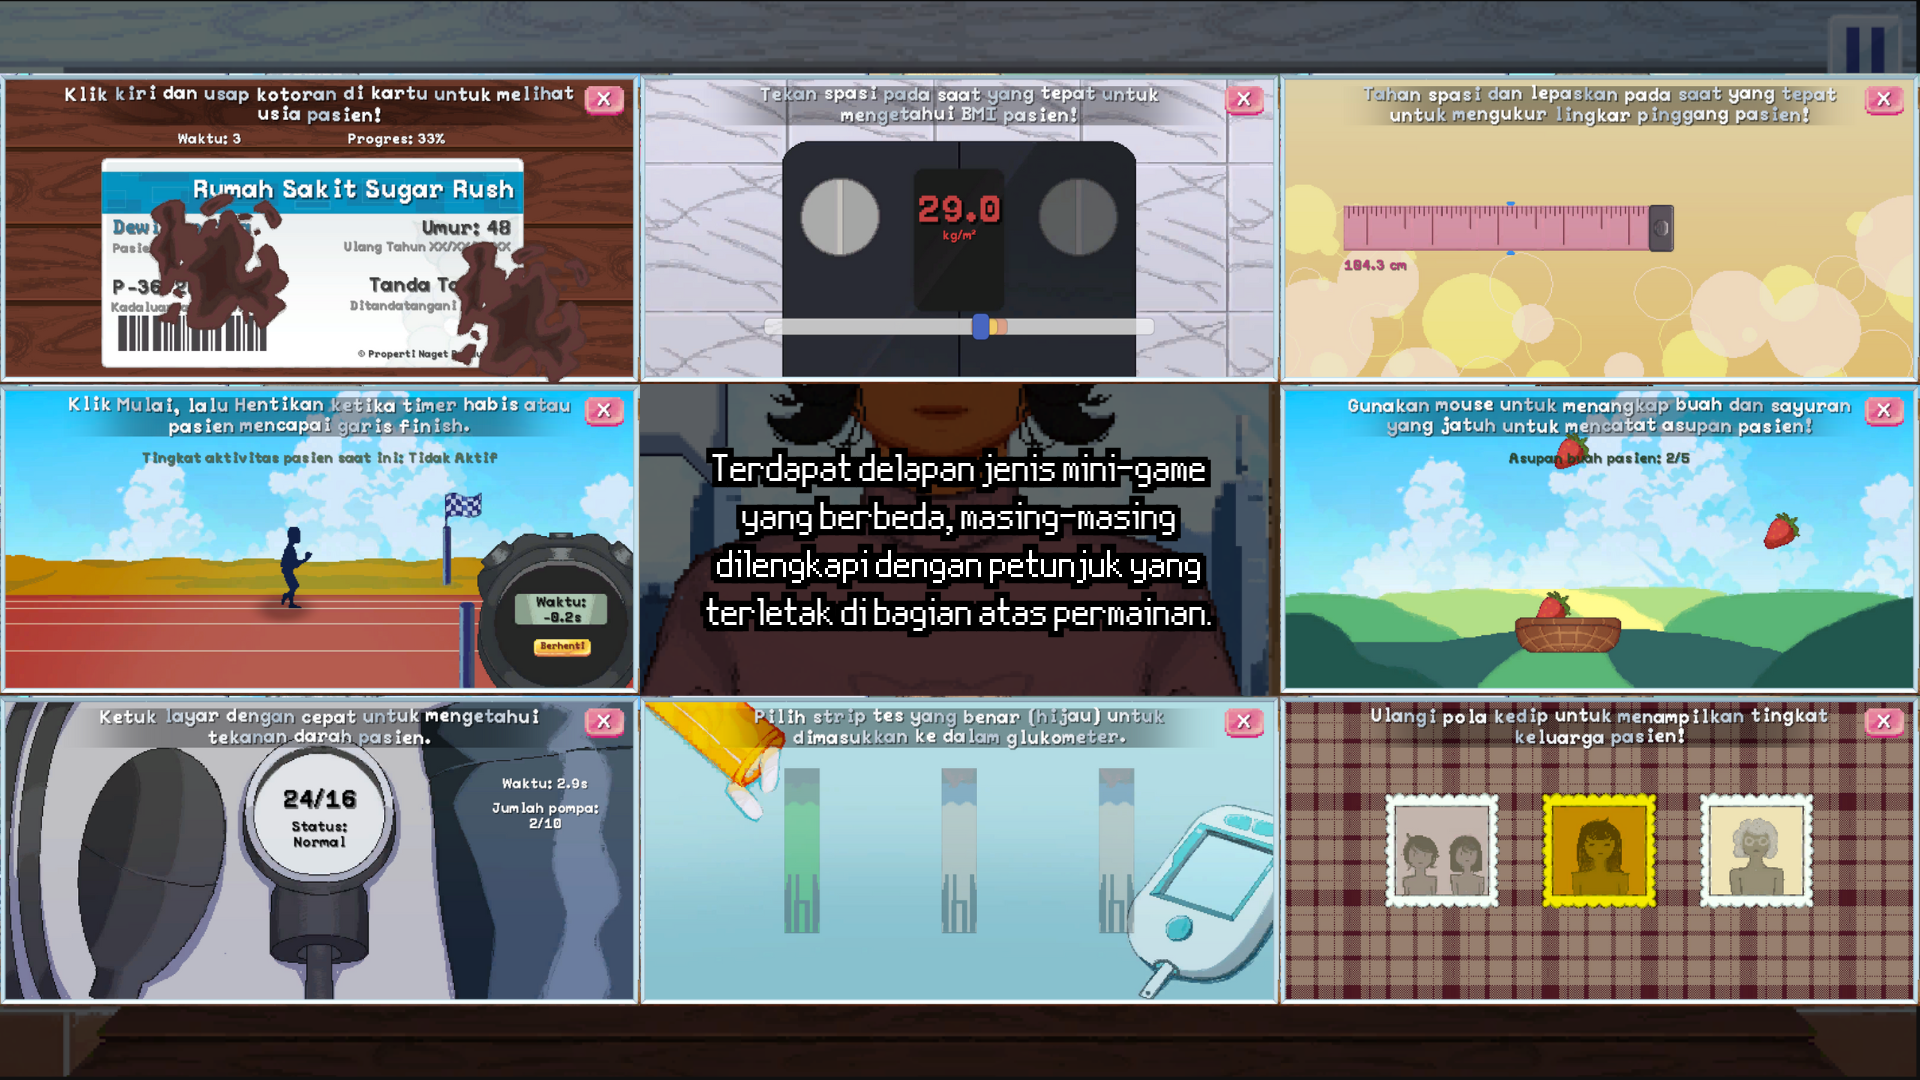 Klik kiri dan usap kotoran di kartu untuk melihat
usia pasien!
Waktu: 3
Progres: 33%
Rumah Sakit Sugar Rush
Umur: 48
Ulang Tahun
P-36
Tanda
Ditandatangani
© Properti Naget
Tekan spasi pada saat yang tepat untuk
mengetahui BMI pasien!
29.0
kg/m²
Tahan spasi dan lepaskan pada saat yang tepat
untuk mengukur lingkar pinggang pasien!
104.3 cm
Klik Mulai, lalu Hentikan ketika timer habis atau
pasien mencapai garis finish.
Tingkat aktivitas pasien saat ini: Tidak Aktif
Waktu:
-0.2s
Berhenti
Terdapat delapan jenis mini-game
yang berbeda, masing-masing
dilengkapi dengan petunjuk yang
terletak di bagian atas permainan.
Gunakan mouse untuk menangkap buah dan sayuran
yang jatuh untuk mencatat asupan pasien!
Asupan buah pasien: 2/5
Ketuk layar dengan cepat untuk mengetahui
tekanan darah pasien.
24/16
Status:
Normal
Waktu: 2.9s
Jumlah pompa:
2/10
Pilih strip tes yang benar (hijau) untuk
dimasukkan ke dalam glukometer.
Ulangi pola kedip untuk menampilkan tingkat
keluarga pasien!